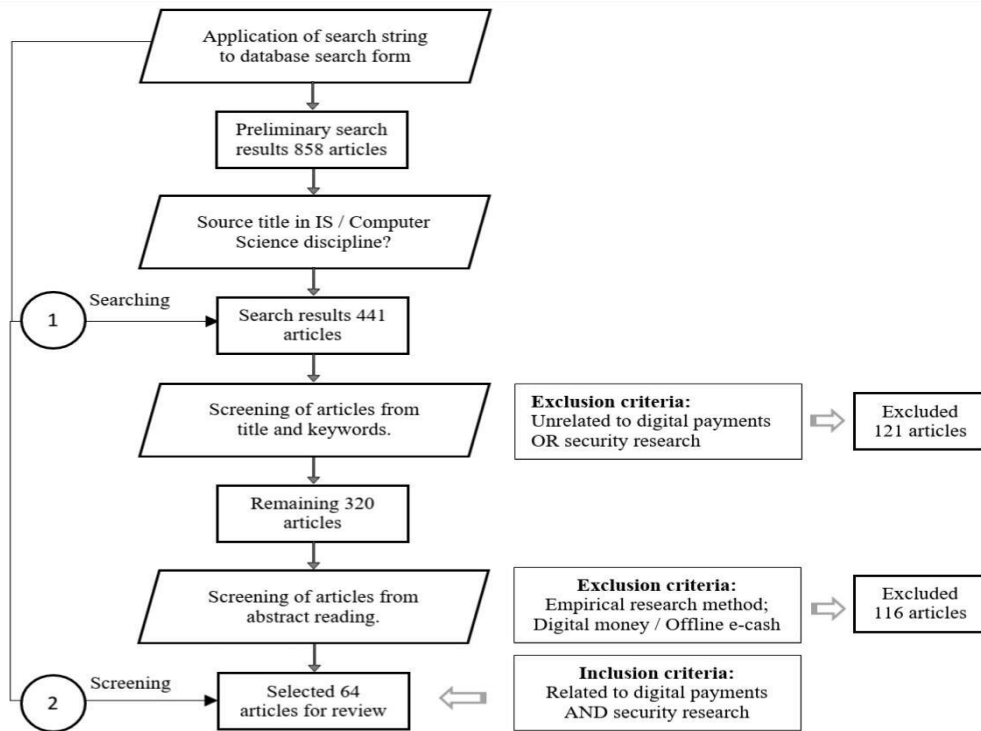 Application of search string
to database search form
Preliminary search
results 858 articles
Source title in IS / Computer
Science discipline?
1
Searching
Search results 441
articles
Screening of articles from
title and keywords.
Exclusion criteria:
Unrelated to digital payments
OR security research
Excluded
121 articles
Remaining 320
articles
Screening of articles from
abstract reading.
Exclusion criteria:
Empirical research method;
Digital money / Offline e-cash
Excluded
116 articles
2
Screening
Selected 64
articles for review
Inclusion criteria:
Related to digital payments
AND security research